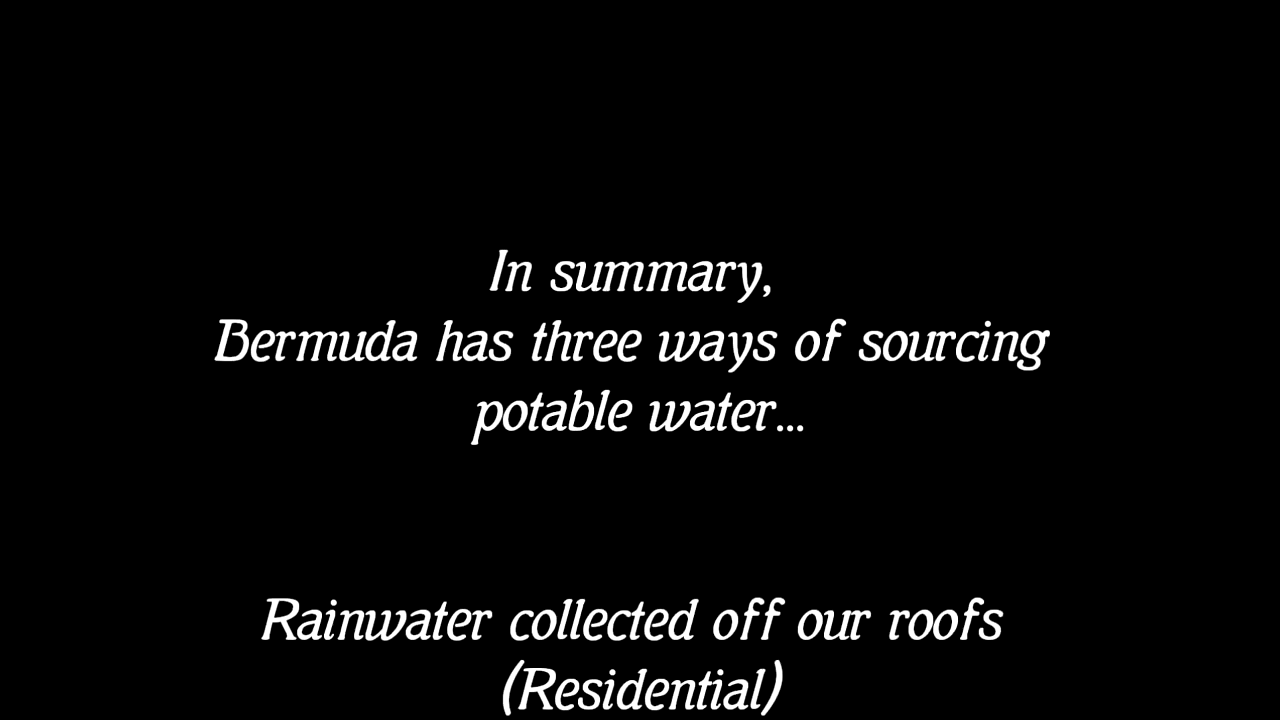 In summary,
Bermuda has three ways of sourcing
potable water...
Rainwater collected off our roofs
(Residential)